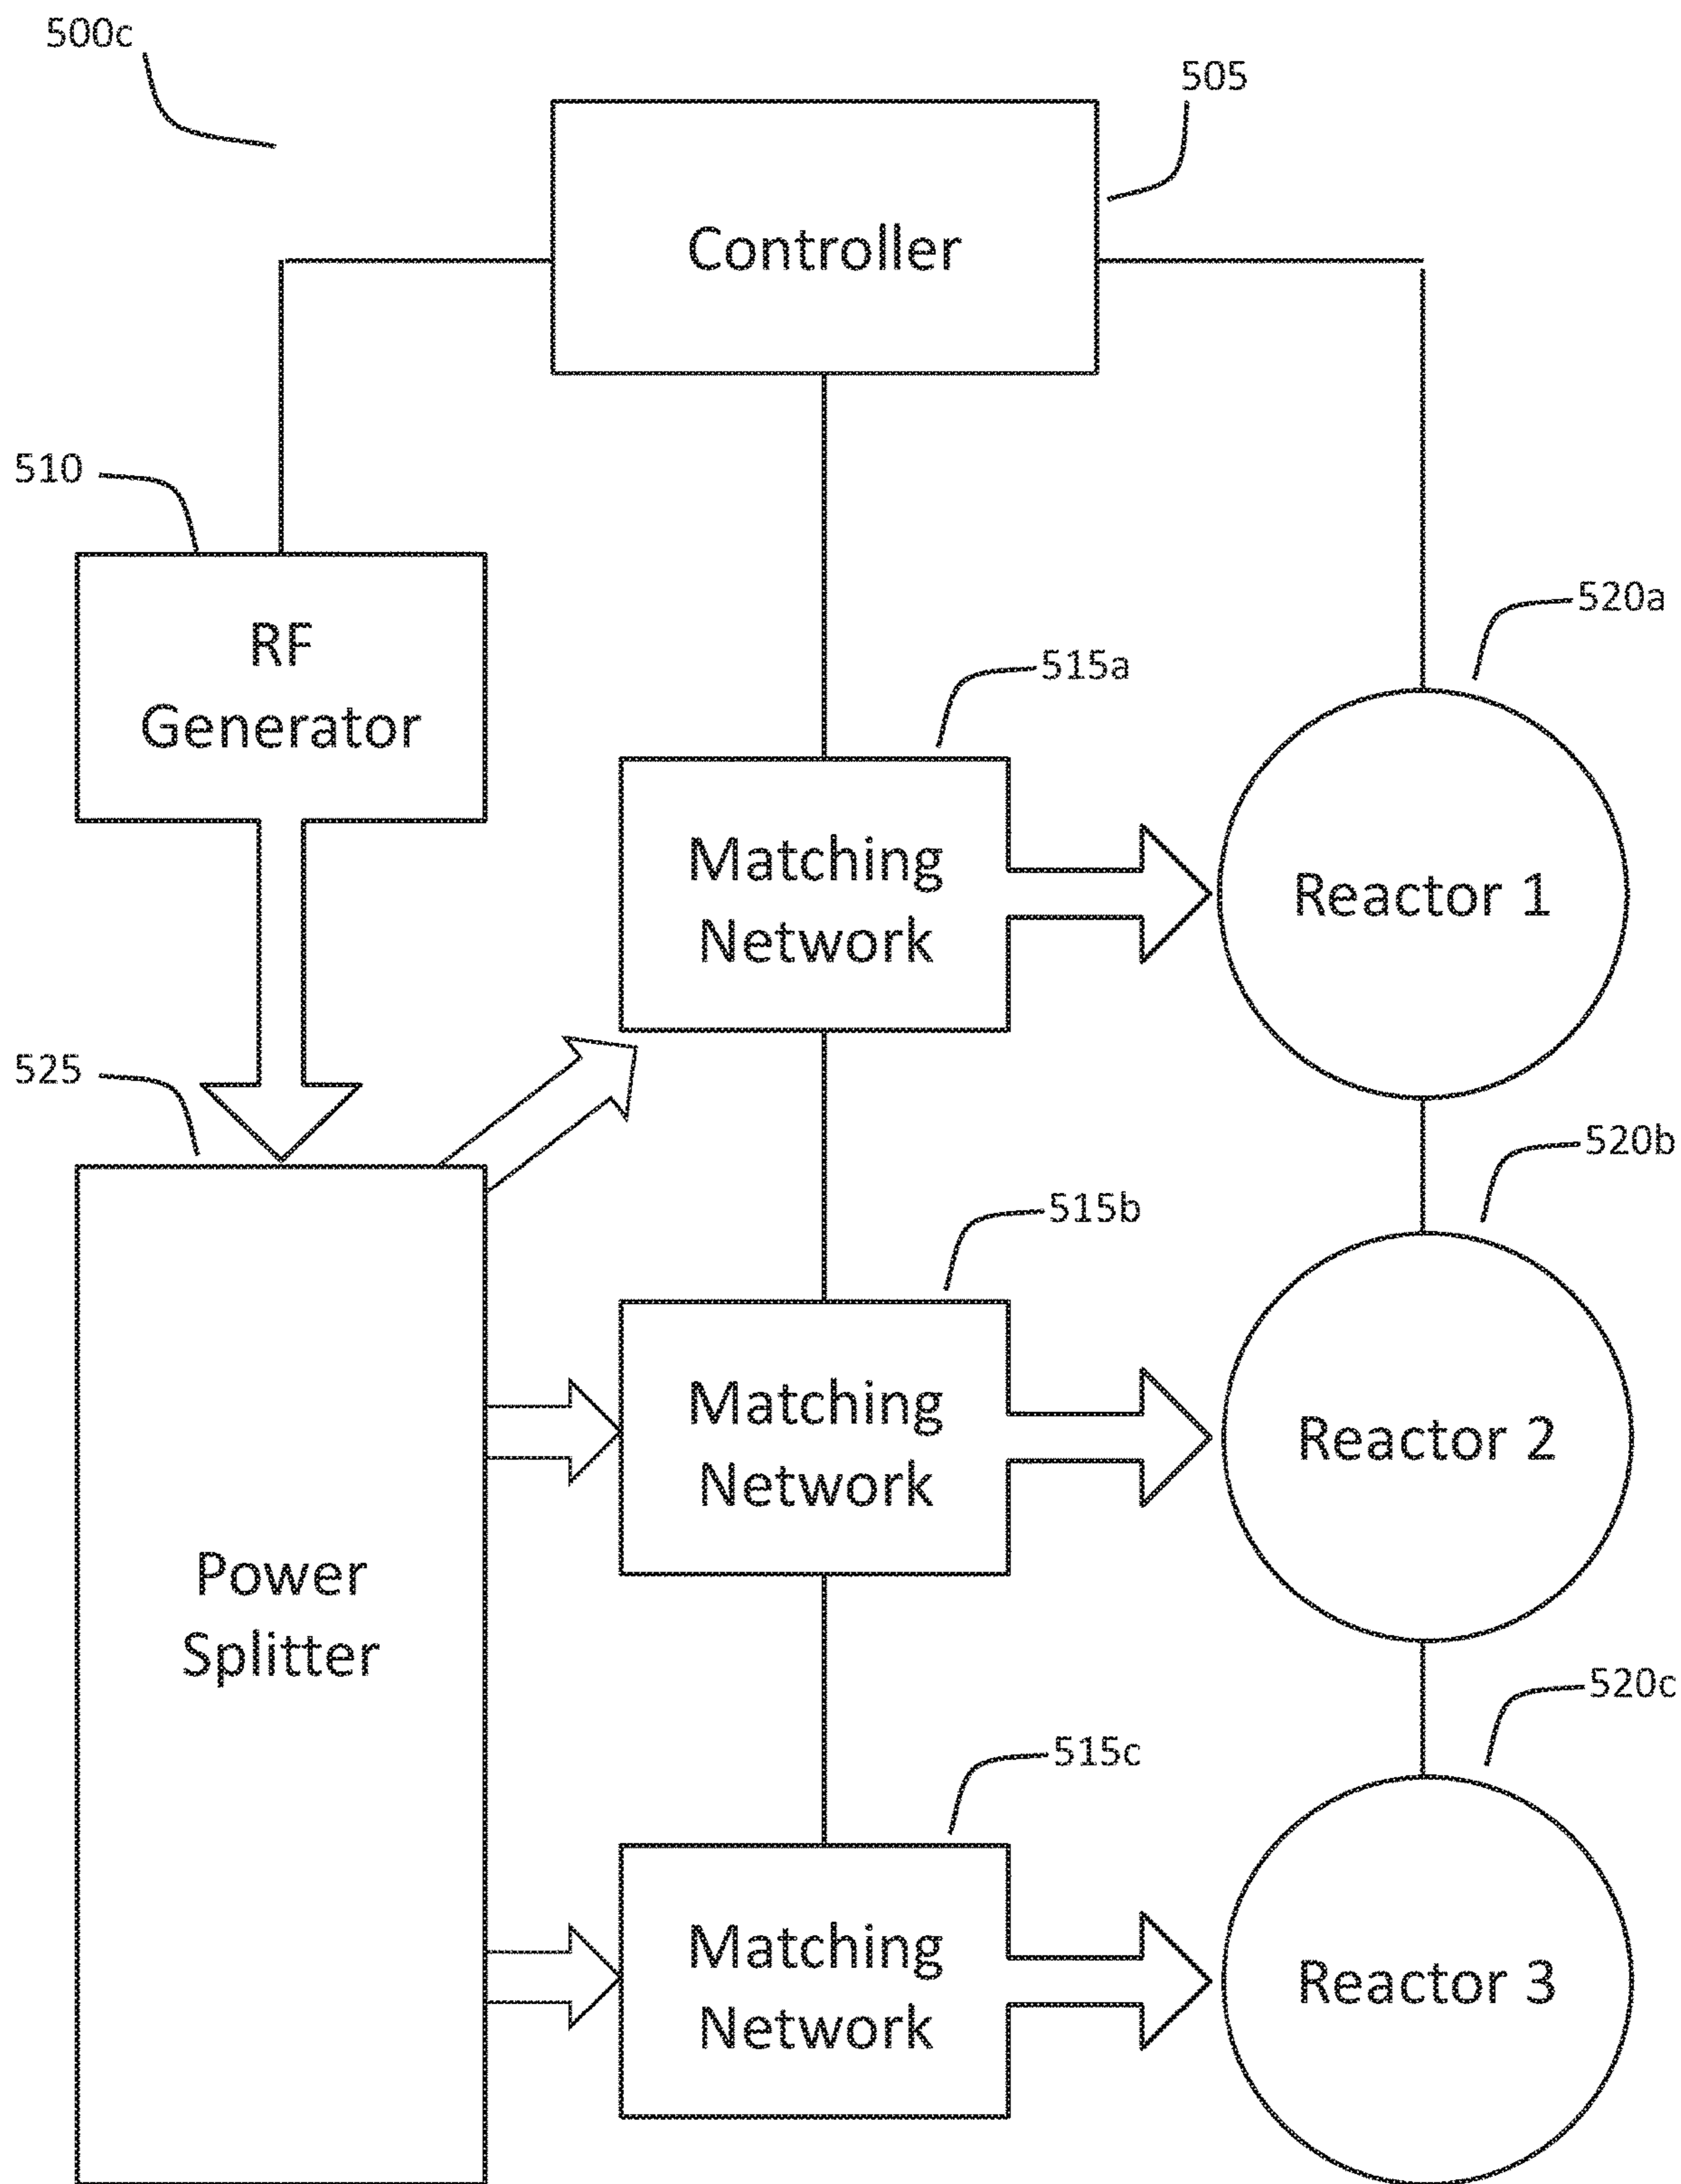 500c
505
Controller
510
RF
Generator
520a
515a
Matching
Network
Reactor 1
525
520b
515b
Matching
Network
Reactor 2
Power
Splitter
520c
515c
Matching
Network
Reactor 3